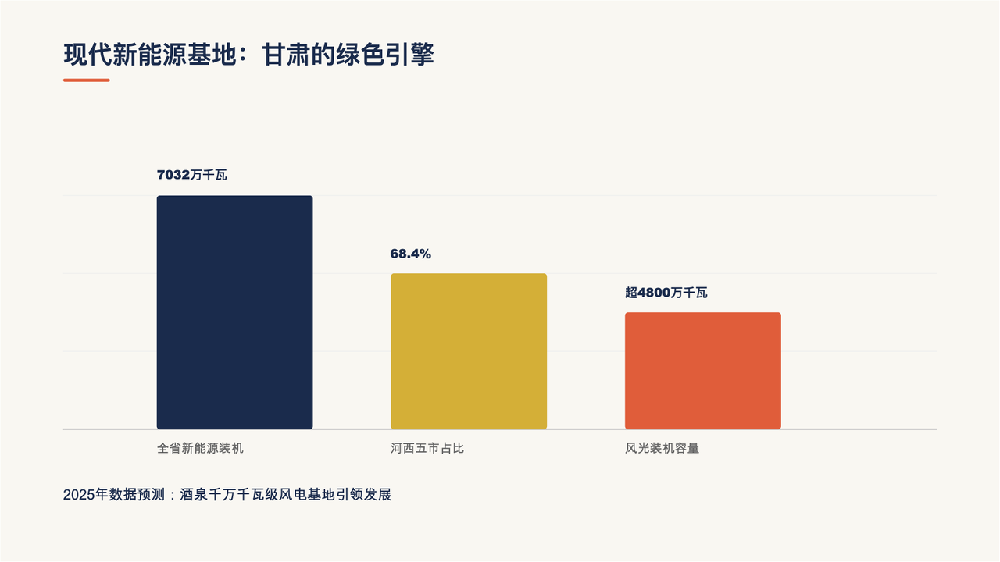 现代新能源基地：甘肃的绿色引擎
7032万千瓦
68.4%
超4800万千瓦
全省新能源装机
河西五市占比
风光装机容量
2025年数据预测：酒泉千万千瓦级风电基地引领发展